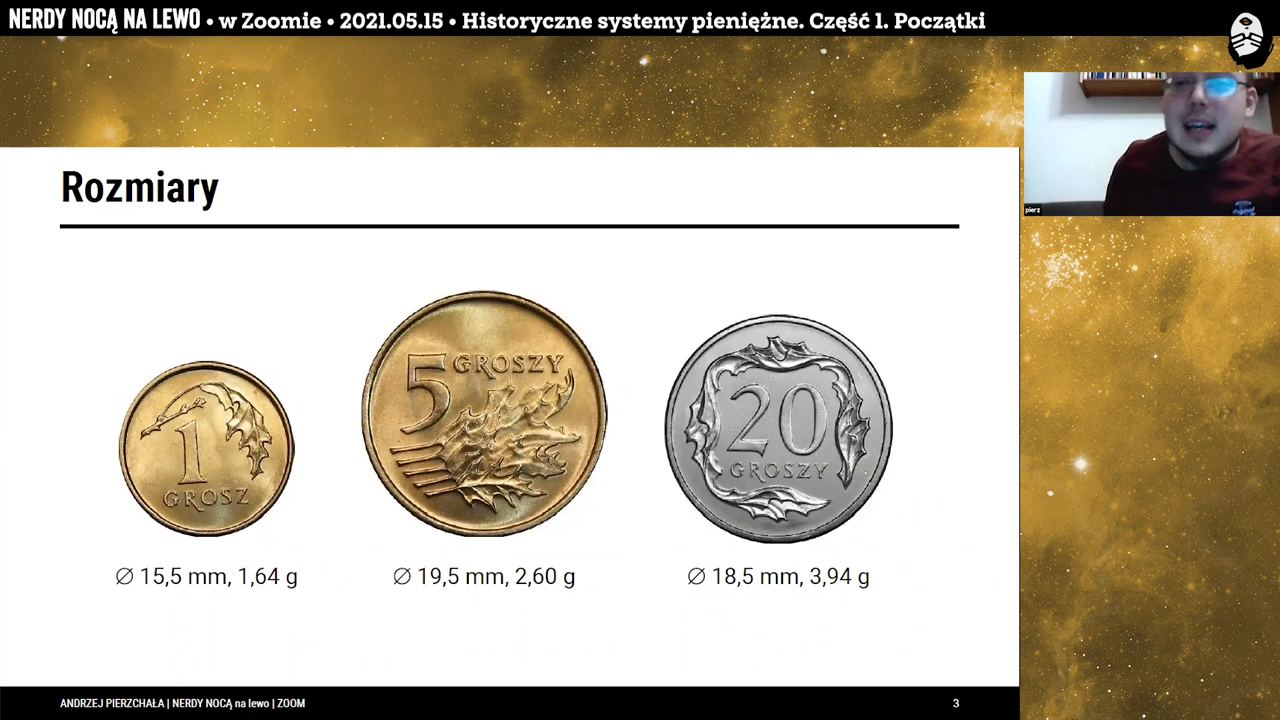 NERDY NOCĄ NA LEWO • w Zoomie • 2021.05.15 • Historyczne systemy pieniężne. Część 1. Początki
pierz
Rozmiary
1
GROSZ
5 GROSZY
20
GROSZY
∅ 15,5 mm, 1,64 g
∅ 19,5 mm, 2,60 g
∅ 18,5 mm, 3,94 g
ANDRZEJ PIERZCHAŁA | NERDY NOCĄ na lewo | ZOOM
3